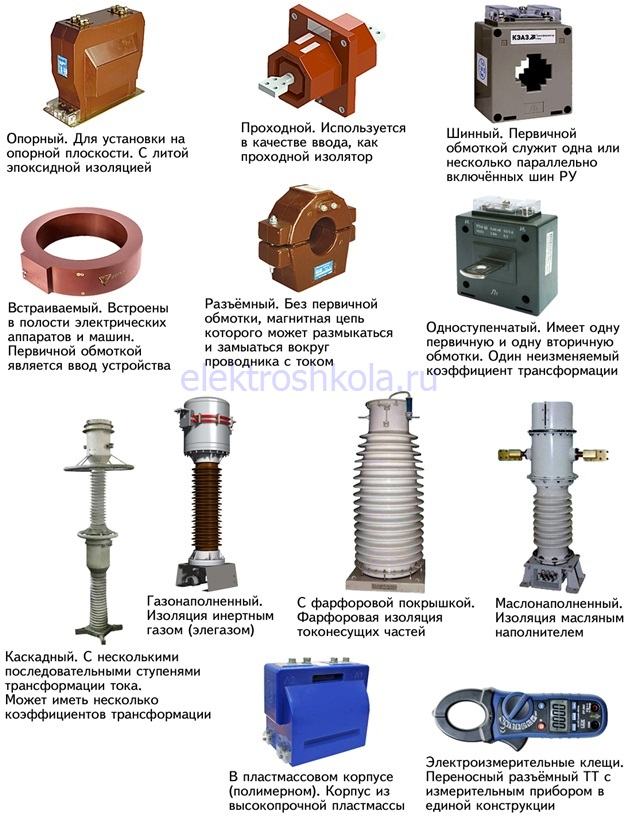 Опорный. Для установки на
опорной плоскости. С литой
эпоксидной изоляцией
Проходной. Используется
в качестве ввода, как
проходной изолятор
КЭАЗ
Шинный. Первичной
обмоткой служит одна или
несколько параллельно
включённых шин РУ
Встраиваемый. Встроены
в полости электрических
аппаратов и машин.
Первичной обмоткой
является ввод устройства
Разъёмный. Без первичной
обмотки, магнитная цепь
которого может размыкаться
и замыаться вокруг
проводника с током
Одноступенчатый. Имеет одну
первичную и одну вторичную
обмотки. Один неизменяемый
коэффициент трансформации
elektroshkola.ru
Газонаполненный.
Изоляция инертным
газом (элегазом)
С фарфоровой покрышкой.
Фарфоровая изоляция
токонесущих частей
Маслонаполненный.
Изоляция масляным
наполнителем
Каскадный. С несколькими
последовательными ступенями
трансформации тока.
Может иметь несколько
коэффициентов трансформации
В пластмассовом корпусе
(полимерном). Корпус из
высокопрочной пластмассы
Электроизмерительные клещи.
Переносный разъёмный ТТ с
измерительным прибором в
единой конструкции